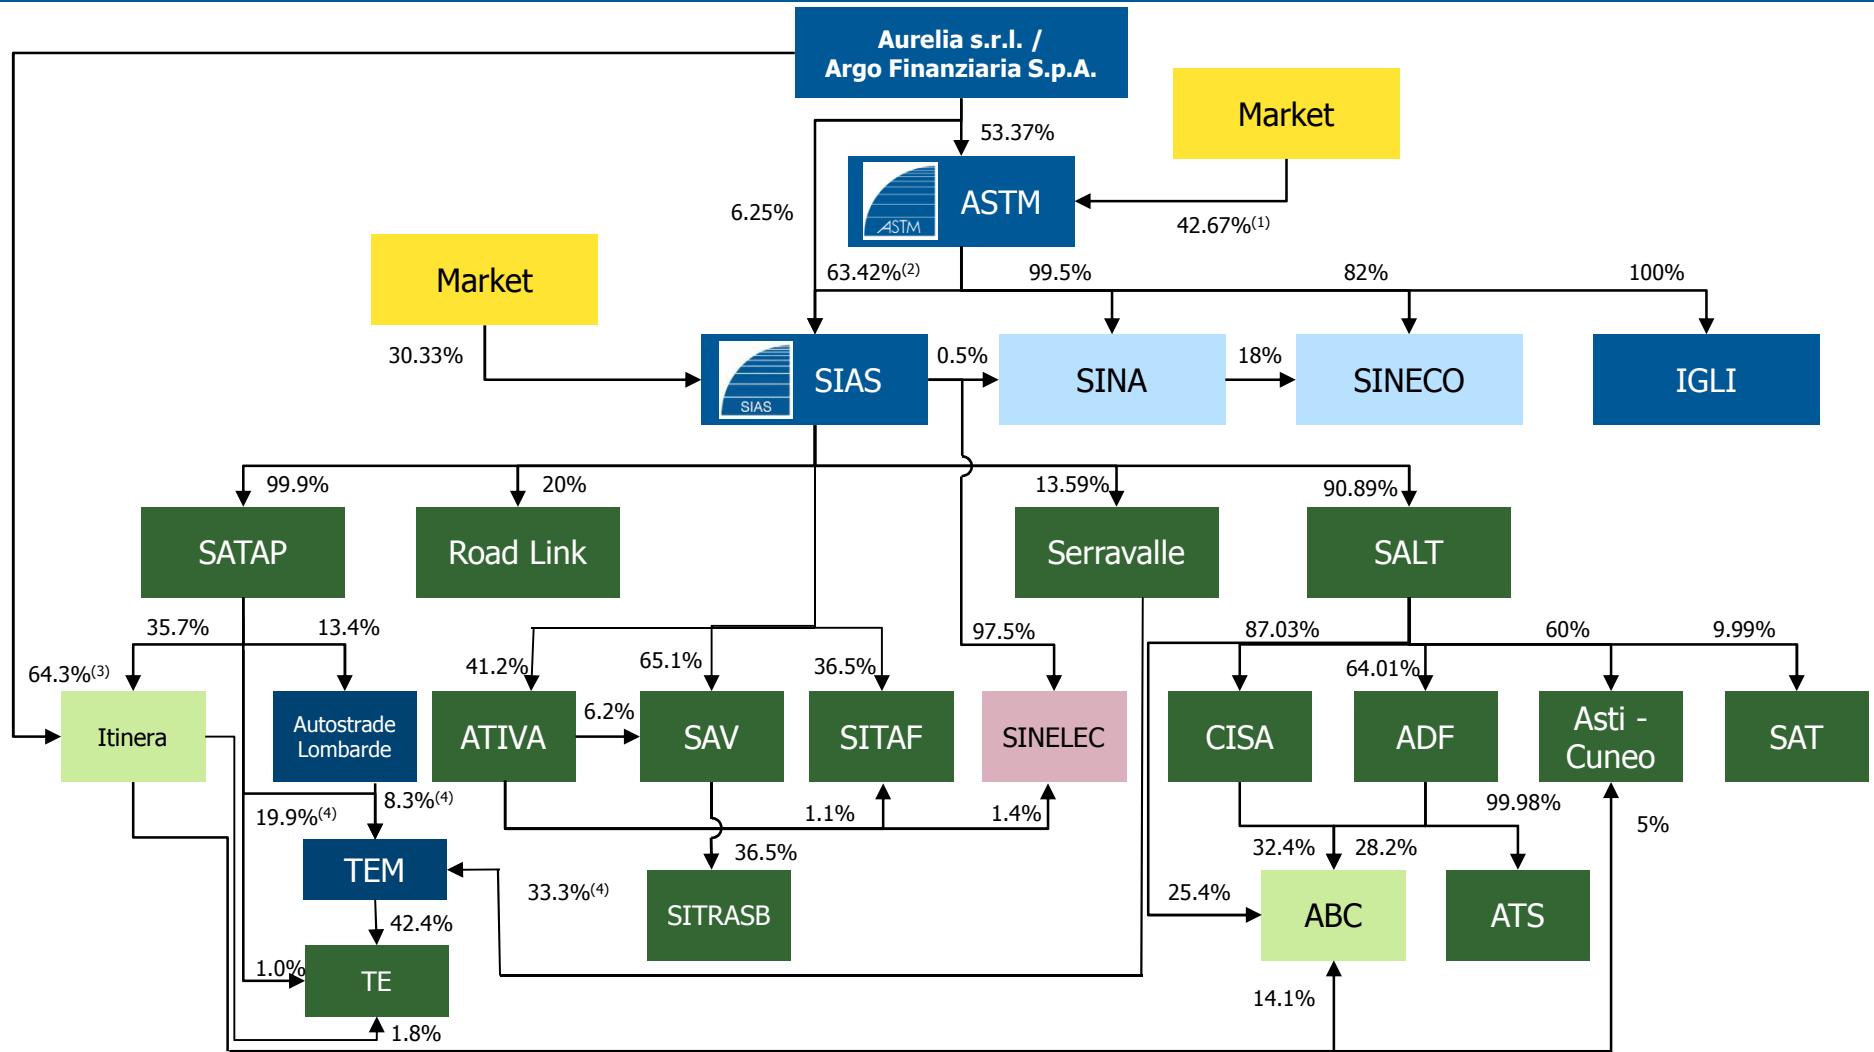 Aurelia s.r.l. /
Argo Finanziaria S.p.A.
Market
53.37%
ASTM
ASTM
6.25%
42.67%(1)
Market
63.42%(2)
99.5%
82%
100%
30.33%
SIAS
SIAS
0.5%
SINA
18%
SINECO
IGLI
99.9%
20%
13.59%
90.89%
SATAP
Road Link
Serravalle
SALT
35.7%
13.4%
97.5%
87.03%
60%
9.99%
64.3%(3)
41.2%
65.1%
36.5%
64.01%
Itinera
Autostrade
Lombarde
ATIVA
6.2%
SAV
SITAF
SINELEC
CISA
ADF
Asti -
Cuneo
SAT
19.9%(4)
8.3%(4)
1.1%
1.4%
99.98%
5%
TEM
36.5%
32.4%
28.2%
33.3%(4)
SITRASB
25.4%
ABC
ATS
42.4%
1.0%
TE
14.1%
1.8%